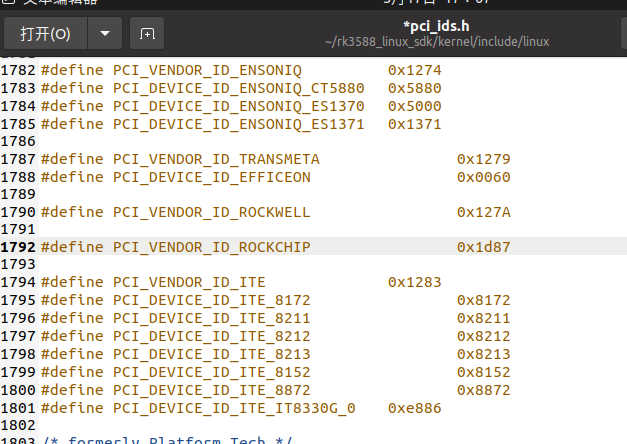 打开(O)
*pci_ids.h
~/rk3588_linux_sdk/kernel/include/linux
1782 #define PCI_VENDOR_ID_ENSONIQ 0x1274
1783 #define PCI_DEVICE_ID_ENSONIQ_CT5880 0x5880
1784 #define PCI_DEVICE_ID_ENSONIQ_ES1370 0x5000
1785 #define PCI_DEVICE_ID_ENSONIQ_ES1371 0x1371
1786
1787 #define PCI_VENDOR_ID_TRANSMETA 0x1279
1788 #define PCI_DEVICE_ID_EFFICEON 0x0060
1789
1790 #define PCI_VENDOR_ID_ROCKWELL 0x127A
1791
1792 #define PCI_VENDOR_ID_ROCKCHIP 0x1d87
1793
1794 #define PCI_VENDOR_ID_ITE 0x1283
1795 #define PCI_DEVICE_ID_ITE_8172 0x8172
1796 #define PCI_DEVICE_ID_ITE_8211 0x8211
1797 #define PCI_DEVICE_ID_ITE_8212 0x8212
1798 #define PCI_DEVICE_ID_ITE_8213 0x8213
1799 #define PCI_DEVICE_ID_ITE_8152 0x8152
1800 #define PCI_DEVICE_ID_ITE_8872 0x8872
1801 #define PCI_DEVICE_ID_ITE_IT8330G_0 0xe886
1802
1803 /* formerly Platform Tech */